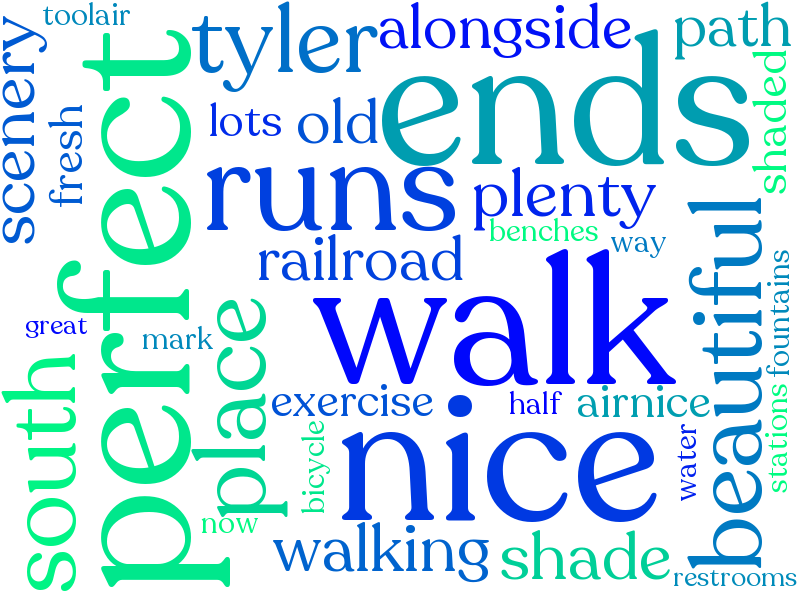 toolair
tyler
alongside
path
scenery
fresh
perfect
lots
old
ends
shaded
runs
plenty
benches
way
railroad
beautiful
fountains
great
mark
walk
south
place
exercise
half
airnice
bicycle
nice
water
stations
now
walking
shade
restrooms